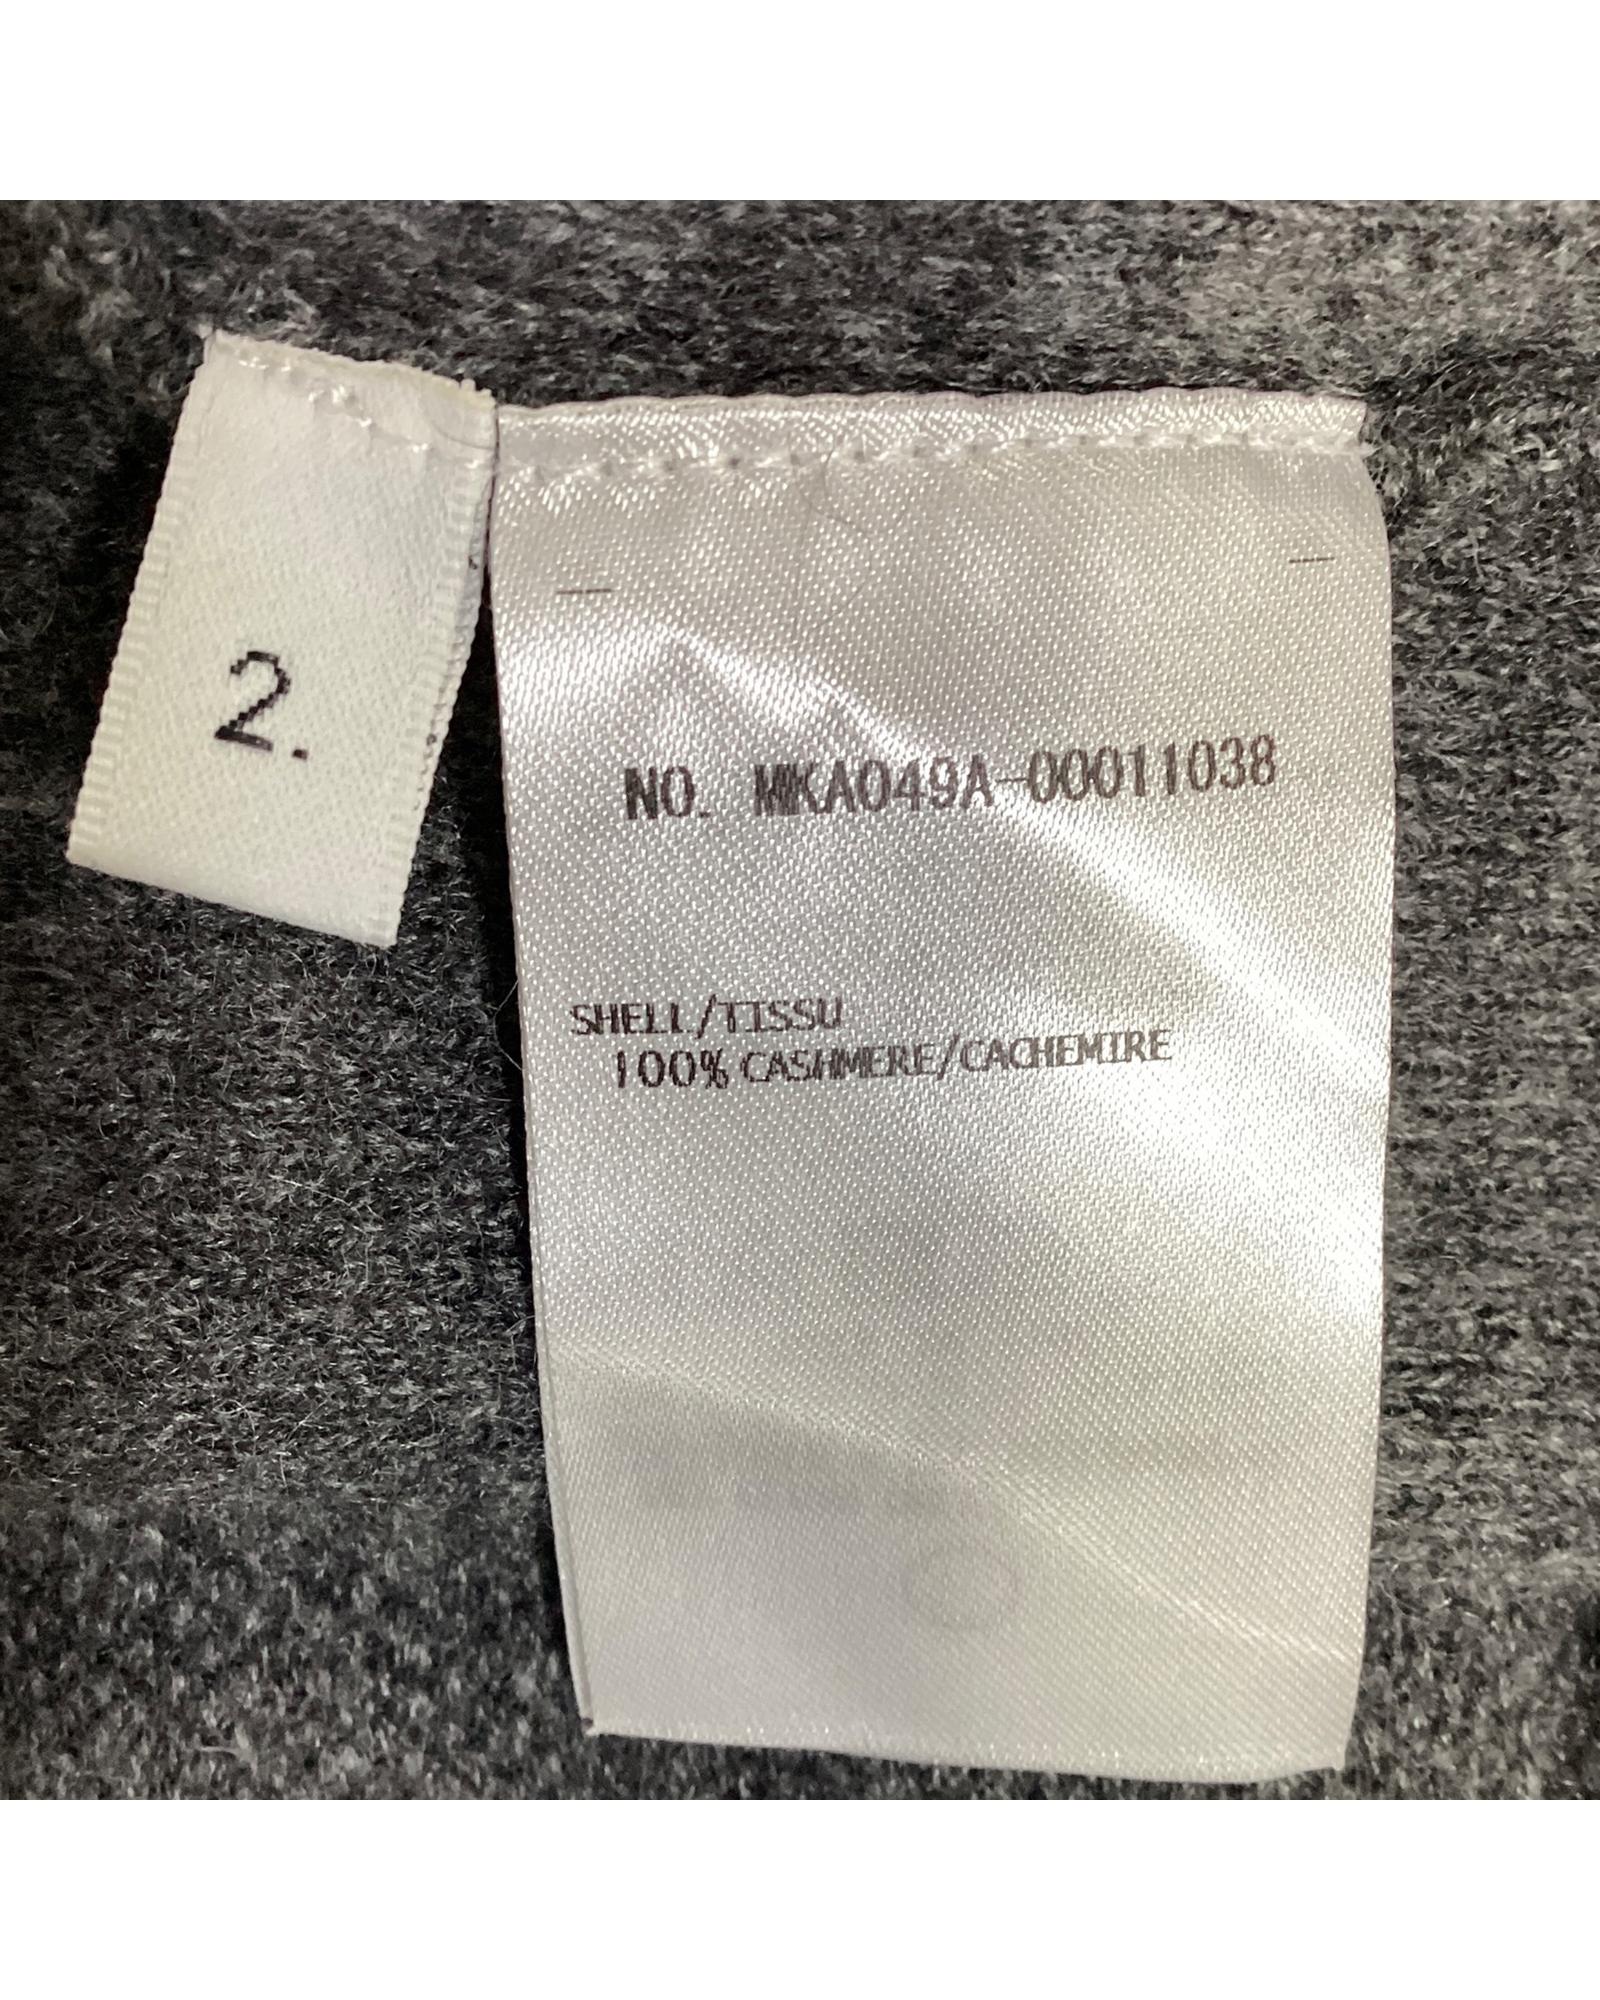 2.
NO. MKA049A-00011038
SHELL/TISSU
100% CASHMERE/CACHEMIRE